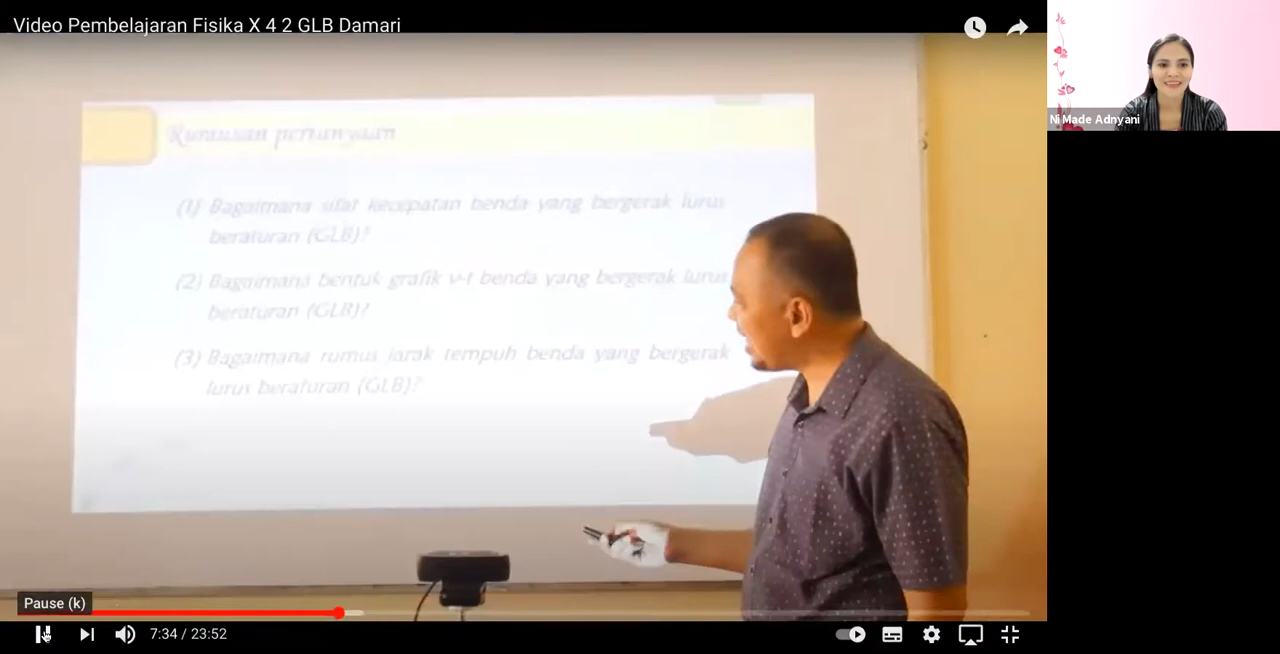 Video Pembelajaran Fisika X 4 2 GLB Damari
Ni Made Adnyani
Rumusan pertanyaan
(1) Bagaimana sifat kecepatan benda yang bergerak lurus
beraturan (GLB)?
(2) Bagaimana bentuk grafik v-t benda yang bergerak lurus
beraturan (GLB)?
(3) Bagaimana rumus jarak tempuh benda yang bergerak
lurus beraturan (GLB)?
Pause (k)
7:34 / 23:52